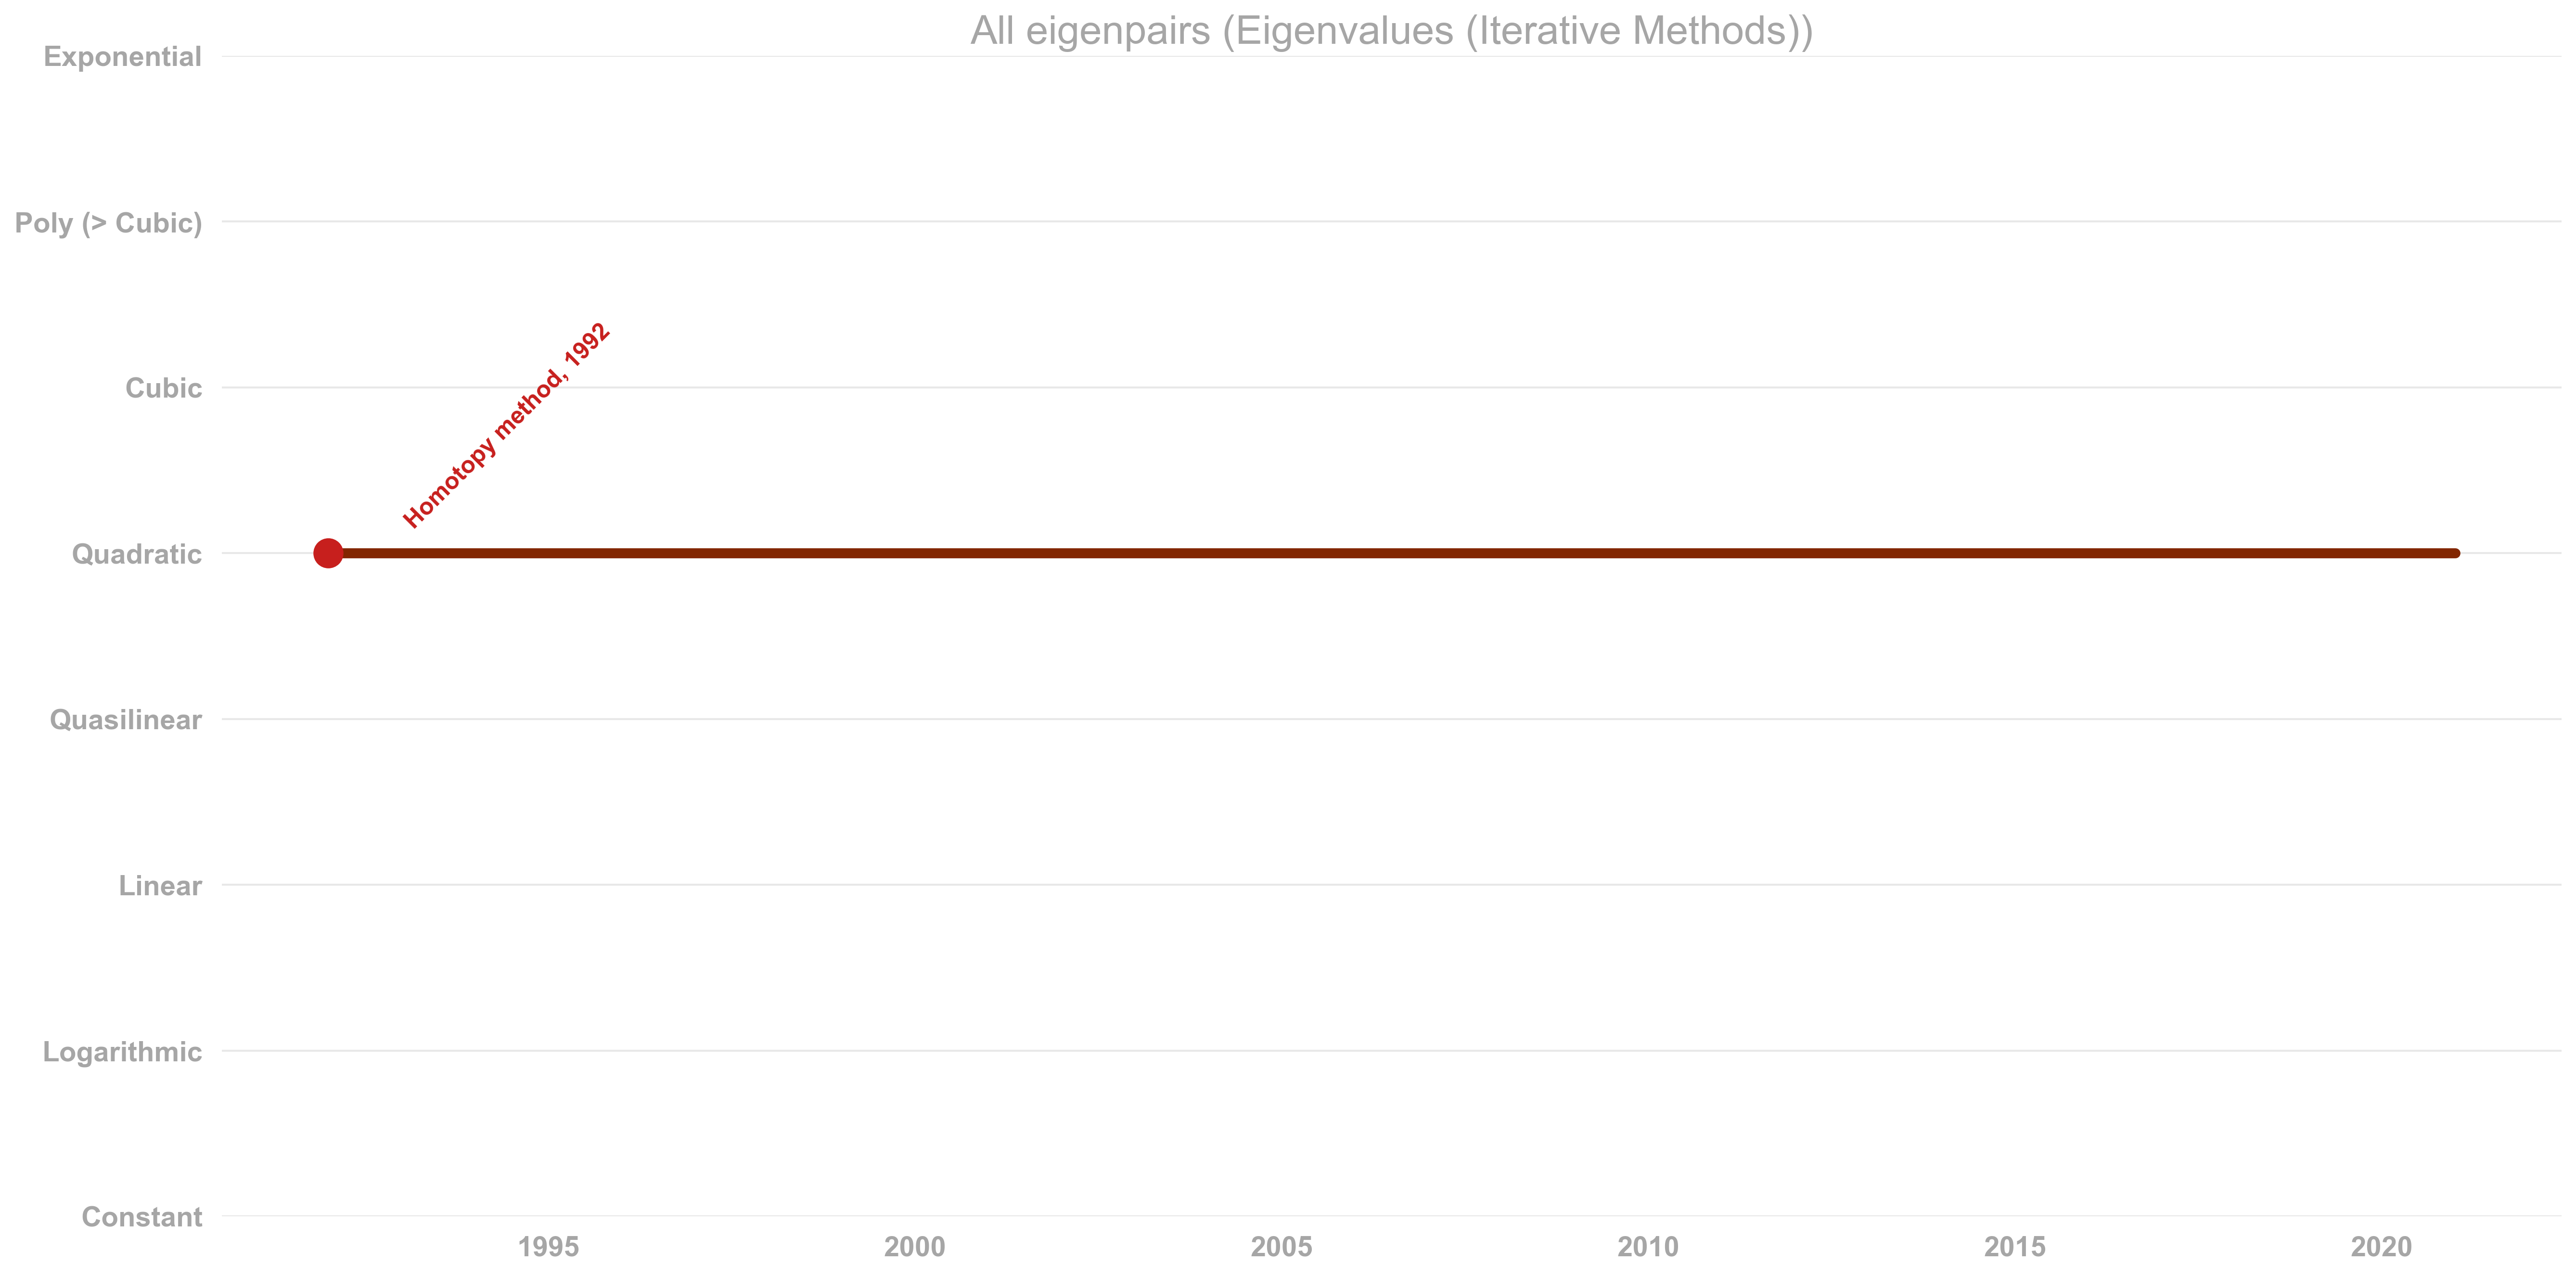 All eigenpairs (Eigenvalues (Iterative Methods))
Exponential
Poly (> Cubic)
Cubic
Quadratic
Quasilinear
Linear
Logarithmic
Constant
Homotopy method, 1992
1995 2000 2005 2010 2015 2020